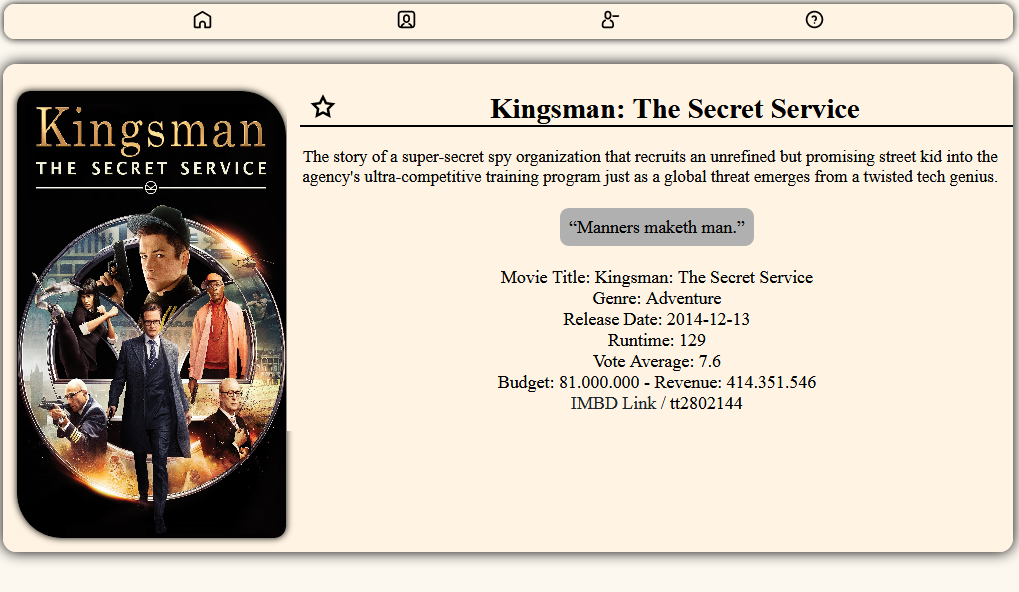 Kingsman
THE SECRET SERVICE
Kingsman: The Secret Service
The story of a super-secret spy organization that recruits an unrefined but promising street kid into the
agency's ultra-competitive training program just as a global threat emerges from a twisted tech genius.
“Manners maketh man.”
Movie Title: Kingsman: The Secret Service
Genre: Adventure
Release Date: 2014-12-13
Runtime: 129
Vote Average: 7.6
Budget: 81.000.000 - Revenue: 414.351.546
IMBD Link / tt2802144